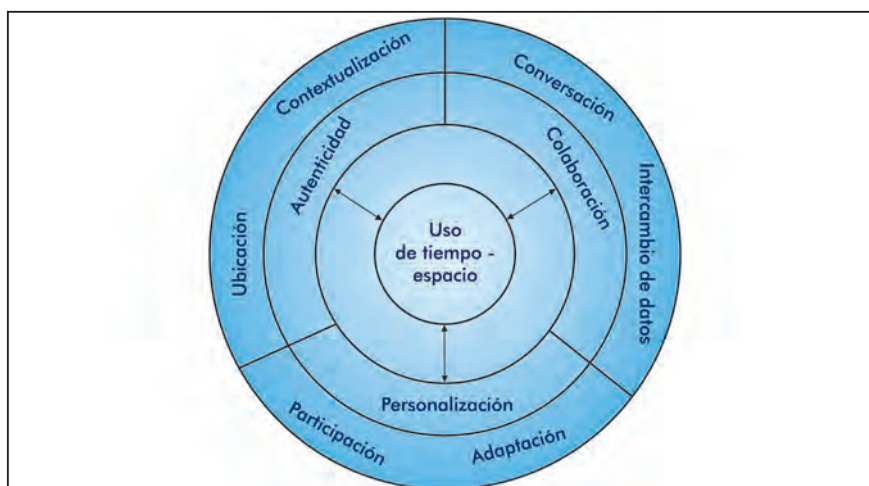 Contextualización
Conversación
Autenticidad
Colaboración
Ubicación
Intercambio de datos
Uso
de tiempo -
espacio
Personalización
Participación
Adaptación